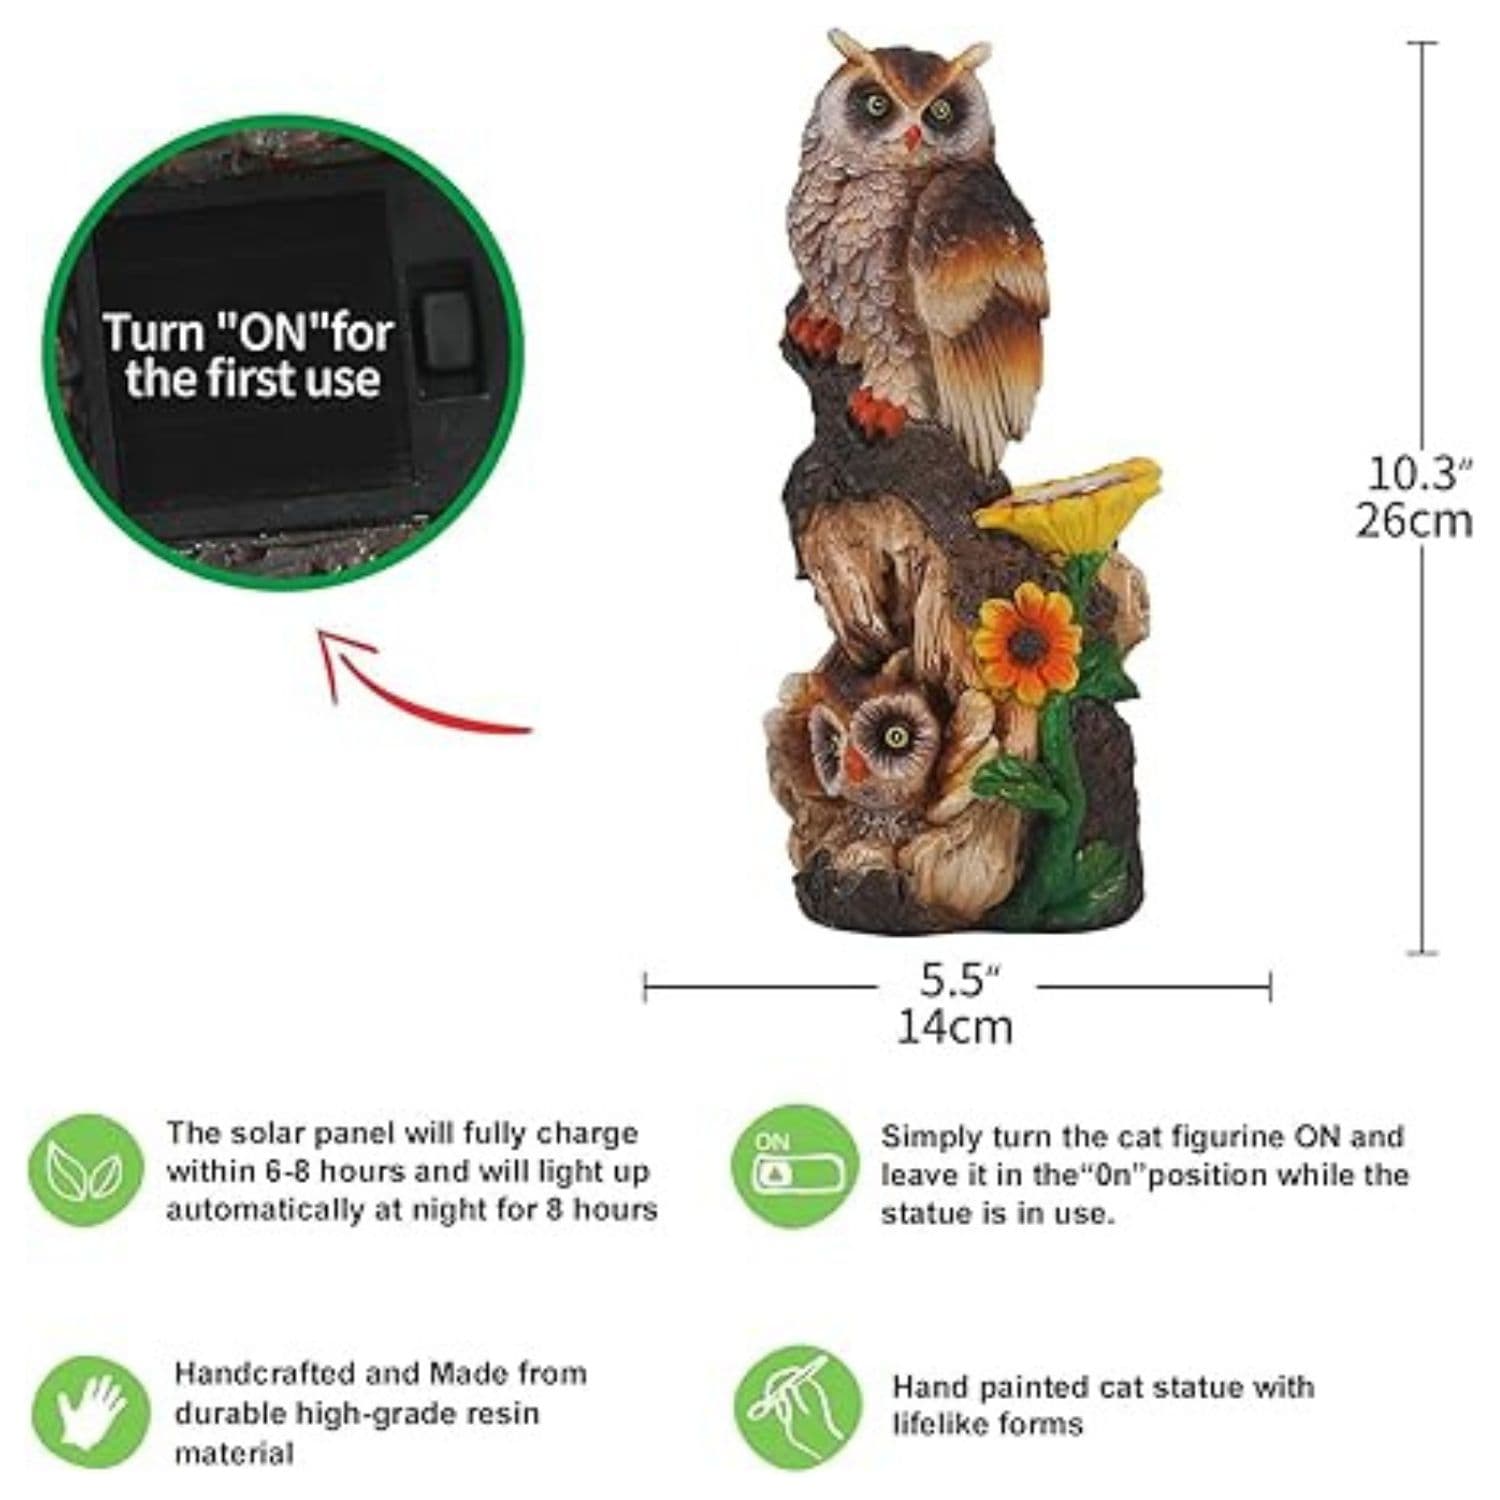 Turn "ON"for
the first use
10.3"
26cm
5.5"
14cm
The solar panel will fully charge
within 6-8 hours and will light up
automatically at night for 8 hours
ON
Simply turn the cat figurine ON and
leave it in the“0n”position while the
statue is in use.
Handcrafted and Made from
durable high-grade resin
material
Hand painted cat statue with
lifelike forms